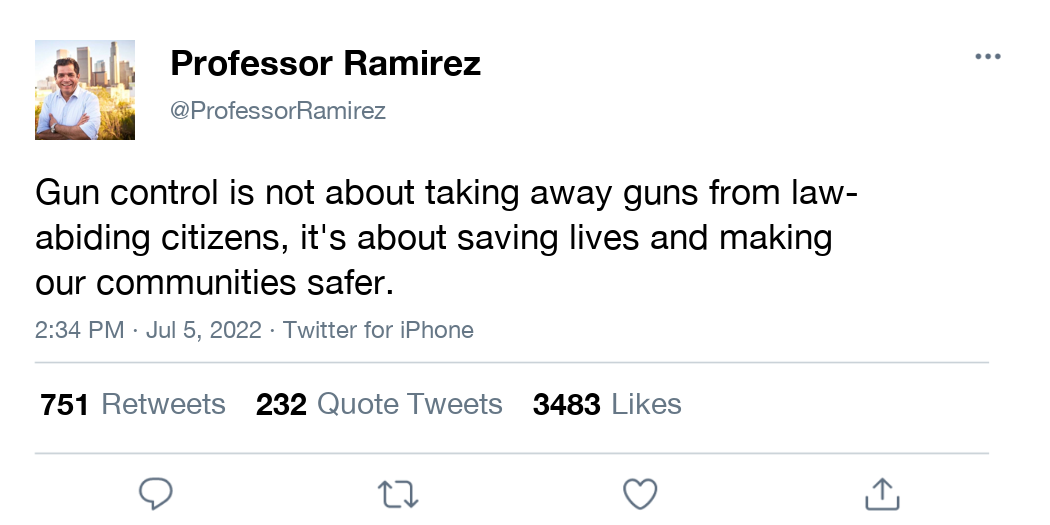 Professor Ramirez
@ProfessorRamirez
Gun control is not about taking away guns from law-
abiding citizens, it's about saving lives and making
our communities safer.
2:34 PM · Jul 5, 2022 · Twitter for iPhone
751 Retweets 232 Quote Tweets 3483 Likes